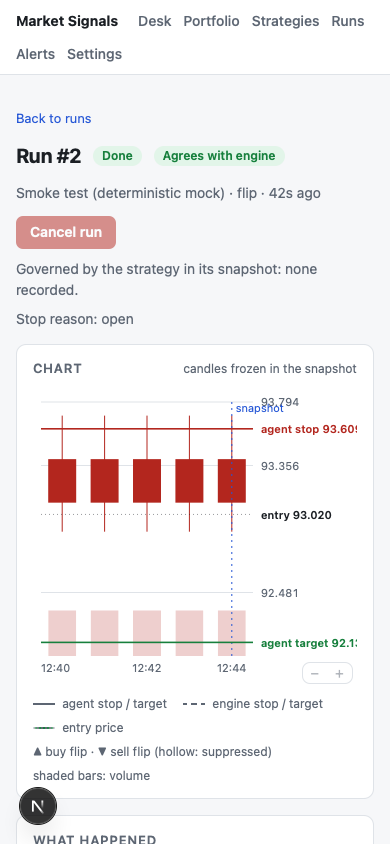 Market Signals Desk Portfolio Strategies Runs
Alerts Settings
Back to runs
Run #2 Done Agrees with engine
Smoke test (deterministic mock) · flip · 42s ago
Cancel run
Governed by the strategy in its snapshot: none
recorded.
Stop reason: open
CHART candles frozen in the snapshot
93.794
snapshot
agent stop 93.609
93.356
entry 93.020
92.481
agent target 92.1
12:40 12:42 12:44
− +
agent stop / target engine stop / target
entry price
▲ buy flip · ▼ sell flip (hollow: suppressed)
shaded bars: volume
N
WHAT HAPPENED